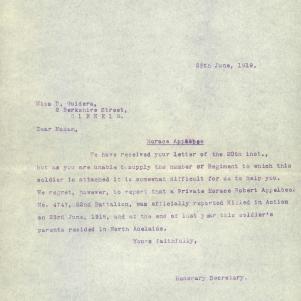 25th June, 1919.
Miss D. Guidera,
2 Berkshire Street,
GLENELG.
Dear Madam,
Horace Appelbee
We have received your letter of the 20th inst.,
but as you are unable to supply the number or Regiment to which this
soldier is attached it is somewhat difficult for us to help you.
We regret, however, to report that a Private Horace Robert Appelbee
No. 4747, 32nd Battalion, was officially reported Killed in Action
on 23rd June, 1918, and at the end of last year this soldier's
parents resided in North Adelaide.
Yours faithfully,
Honorary Secretary.